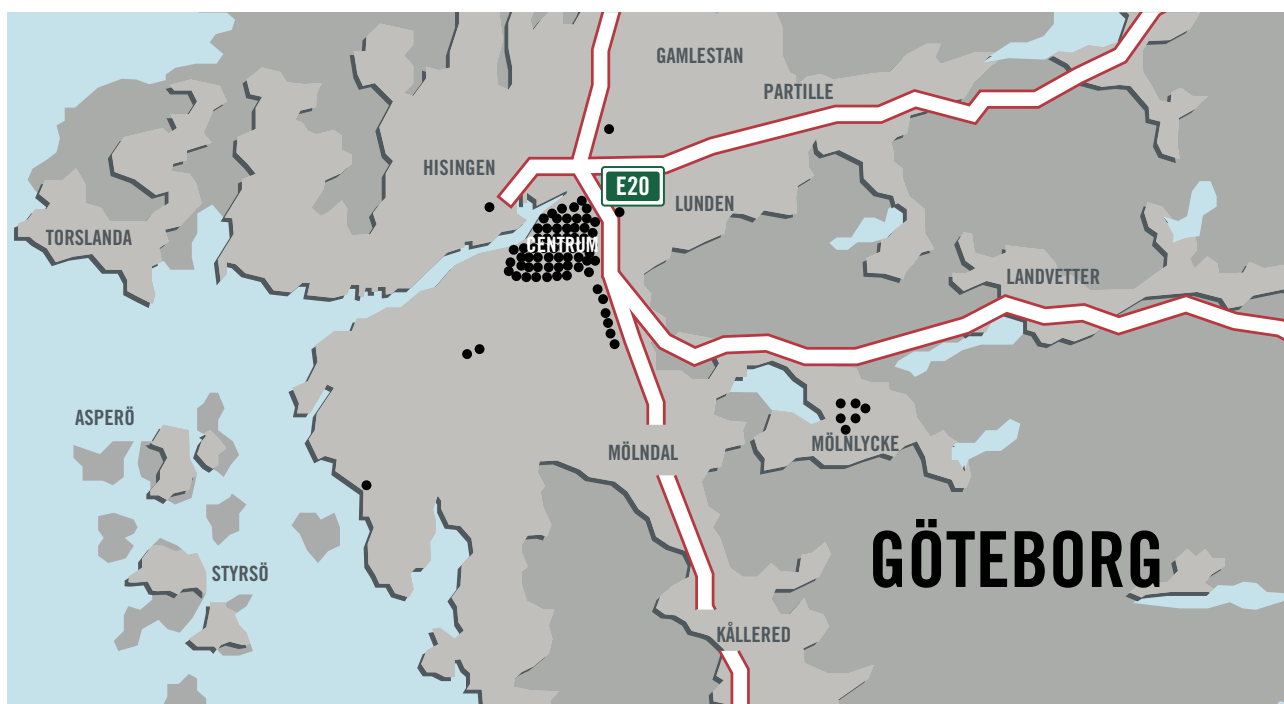 GAMLESTAN
PARTILLE
HISINGEN
E20
LUNDEN
TORSLANDA
CENTRUM
LANDVETTER
ASPERÖ
MÖLNDAL
MÖLNLYCKE
GÖTEBORG
STYRSÖ
KÅLLERED